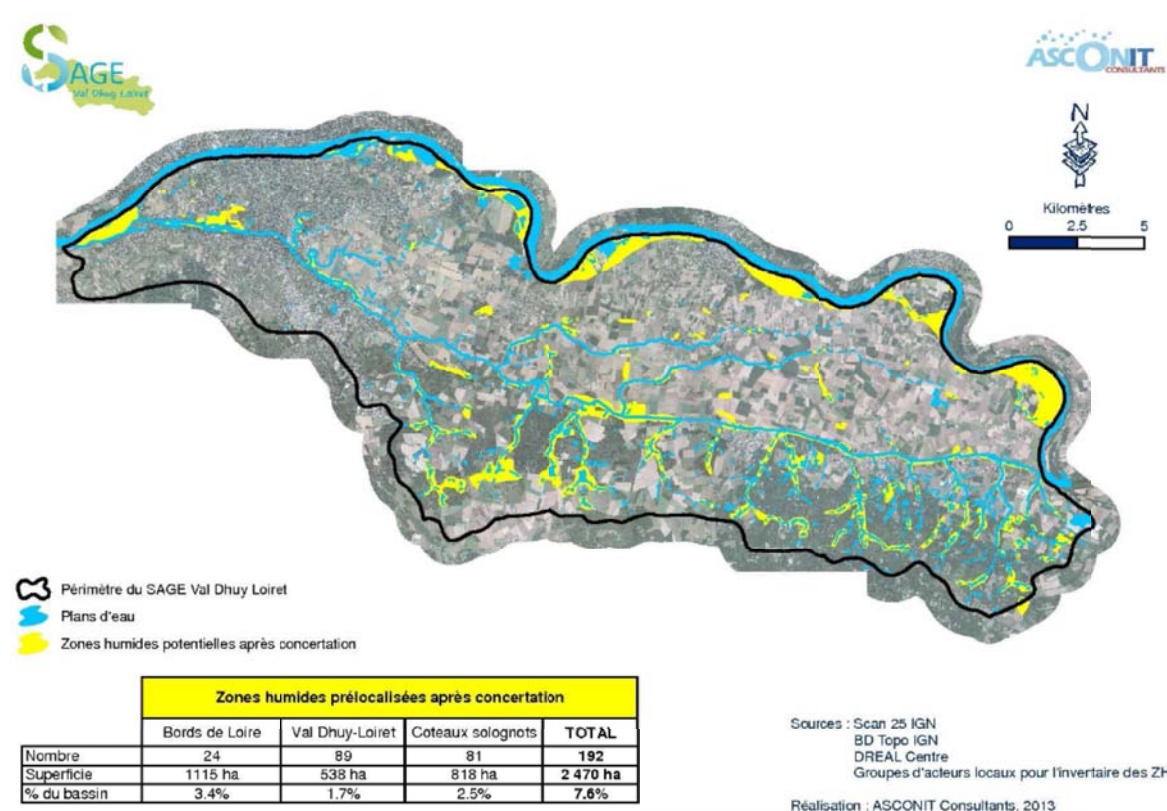 SAGE
Val Dhuy Loiret
ASCONIT
CONSULTANTS
N
Kilomètres
0 2.5 5
Périmètre du SAGE Val Dhuy Loiret
Plans d'eau
Zones humides potentielles après concertation
Zones humides prélocalisées après concertation
Bords de Loire Val Dhuy-Loiret Coteaux solognots TOTAL
Nombre 24 89 81 192
Superficie 1115 ha 538 ha 818 ha 2 470 ha
% du bassin 3.4% 1.7% 2.5% 7.6%
Sources : Scan 25 IGN
BD Topo IGN
DREAL Centre
Groupes d'acteurs locaux pour l'invertaire des ZH
Réalisation : ASCONIT Consultants, 2013